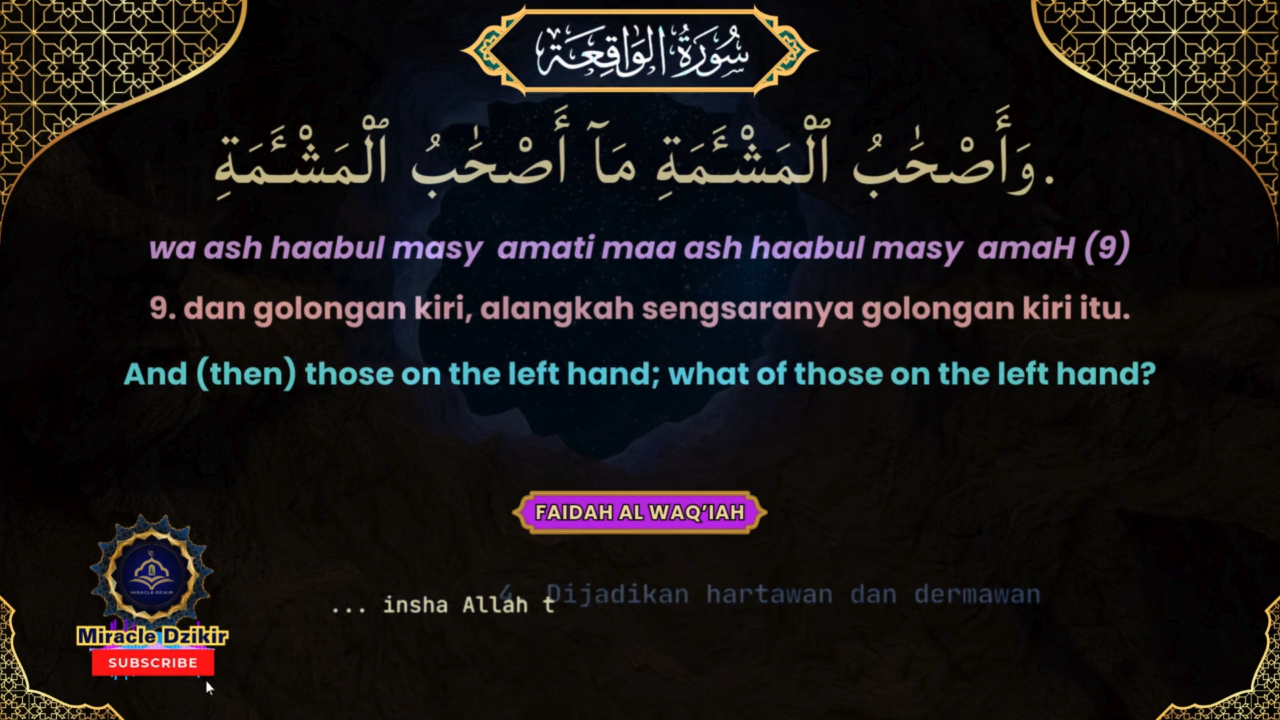 سُورَةُ الوَاقِعَة
وَأَصْحَٰبُ ٱلْمَشْـَٔمَةِ مَآ أَصْحَٰبُ ٱلْمَشْـَٔمَةِ.
wa ash haabul masy amati maa ash haabul masy amaH (9)
9. dan golongan kiri, alangkah sengsaranya golongan kiri itu.
And (then) those on the left hand; what of those on the left hand?
FAIDAH AL WAQ'IAH
4. Dijadikan hartawan dan dermawan
... insha Allah t
MIRACLE DZIKIR
Miracle Dzikir
SUBSCRIBE